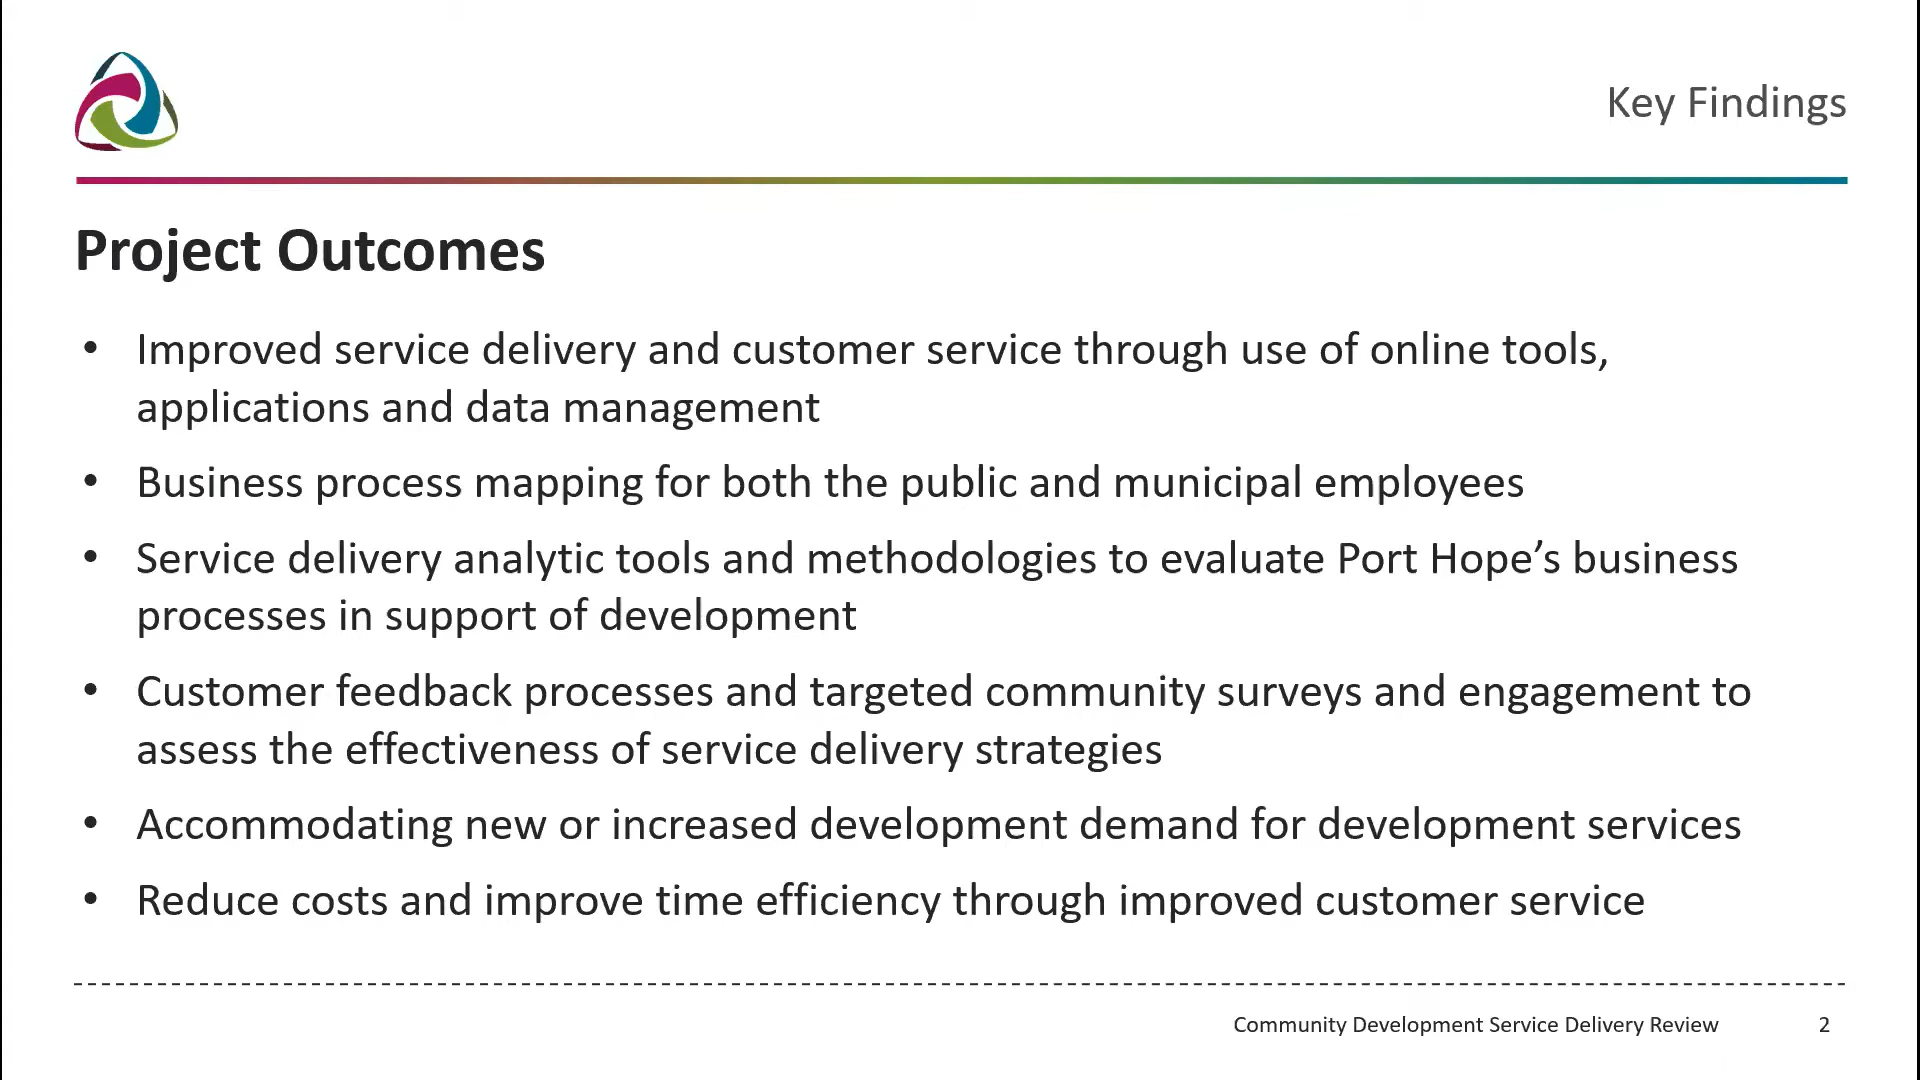 Key Findings
Project Outcomes
• Improved service delivery and customer service through use of online tools,
applications and data management
• Business process mapping for both the public and municipal employees
• Service delivery analytic tools and methodologies to evaluate Port Hope’s business
processes in support of development
• Customer feedback processes and targeted community surveys and engagement to
assess the effectiveness of service delivery strategies
• Accommodating new or increased development demand for development services
• Reduce costs and improve time efficiency through improved customer service
Community Development Service Delivery Review 2